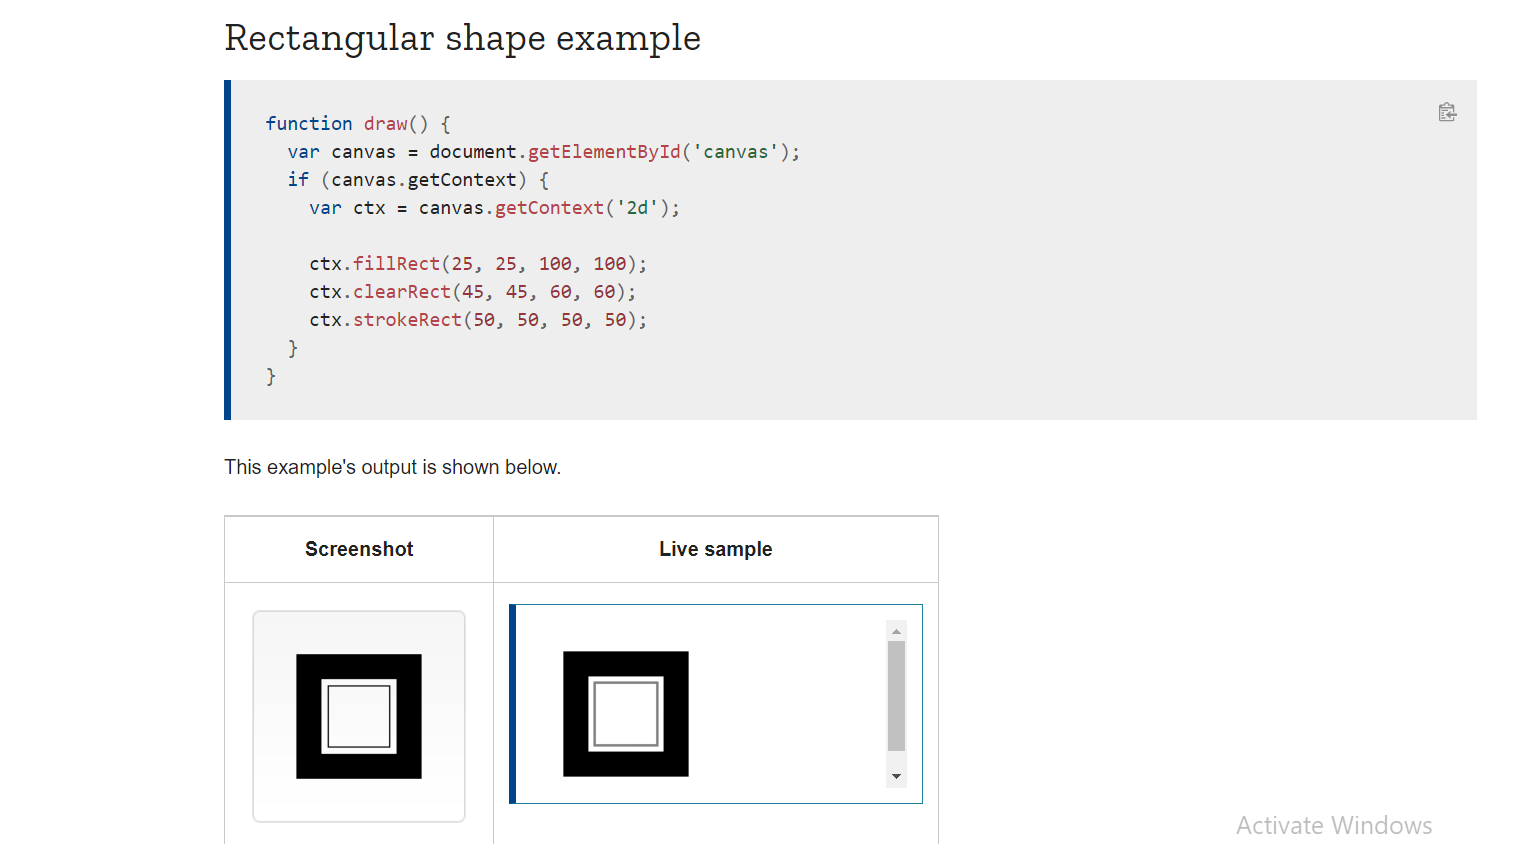 Rectangular shape example
function draw() {
  var canvas = document.getElementById('canvas');
  if (canvas.getContext) {
    var ctx = canvas.getContext('2d');

    ctx.fillRect(25, 25, 100, 100);
    ctx.clearRect(45, 45, 60, 60);
    ctx.strokeRect(50, 50, 50, 50);
  }
}
This example's output is shown below.
Screenshot
Live sample
Activate Windows